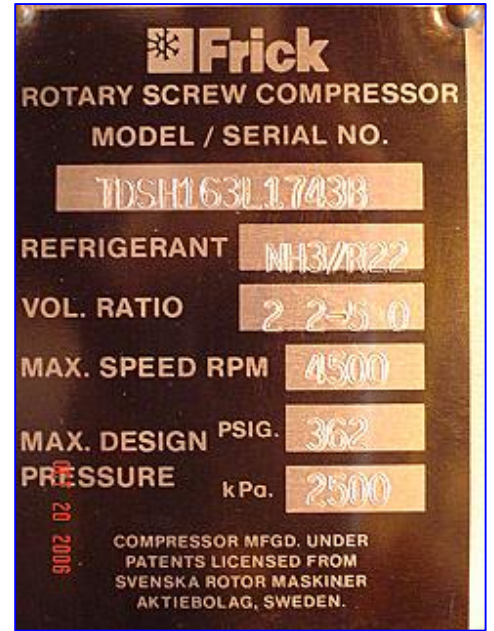 Frick
ROTARY SCREW COMPRESSOR
MODEL / SERIAL NO.
TDSH163L1743B
REFRIGERANT NH3/R22
VOL. RATIO 2.2-5.0
MAX. SPEED RPM 4500
MAX. DESIGN PRESSURE PSIG. 362
kPa. 2500
20 2006
COMPRESSOR MFGD. UNDER
PATENTS LICENSED FROM
SVENSKA ROTOR MASKINER
AKTIEBOLAG, SWEDEN.